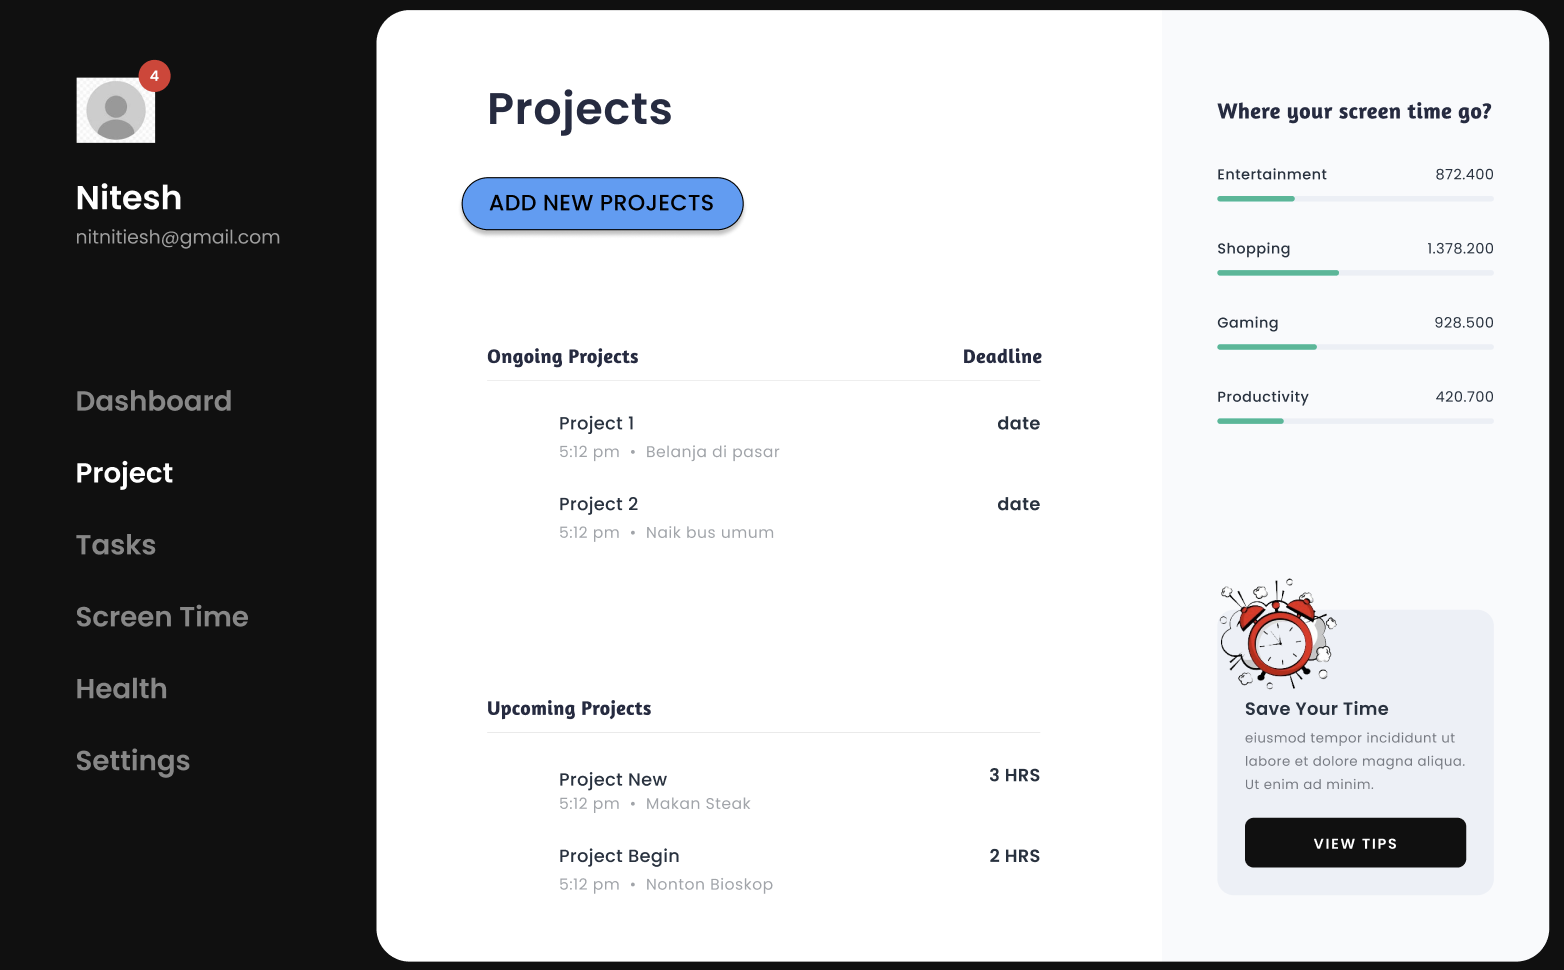 4
Nitesh
nitnitiesh@gmail.com
Dashboard
Project
Tasks
Screen Time
Health
Settings
Projects
ADD NEW PROJECTS
Ongoing Projects Deadline
Project 1 date
5:12 pm • Belanja di pasar
Project 2 date
5:12 pm • Naik bus umum
Upcoming Projects
Project New 3 HRS
5:12 pm • Makan Steak
Project Begin 2 HRS
5:12 pm • Nonton Bioskop
Where your screen time go?
Entertainment 872.400
Shopping 1.378.200
Gaming 928.500
Productivity 420.700
Save Your Time
eiusmod tempor incididunt ut
labore et dolore magna aliqua.
Ut enim ad minim.
VIEW TIPS